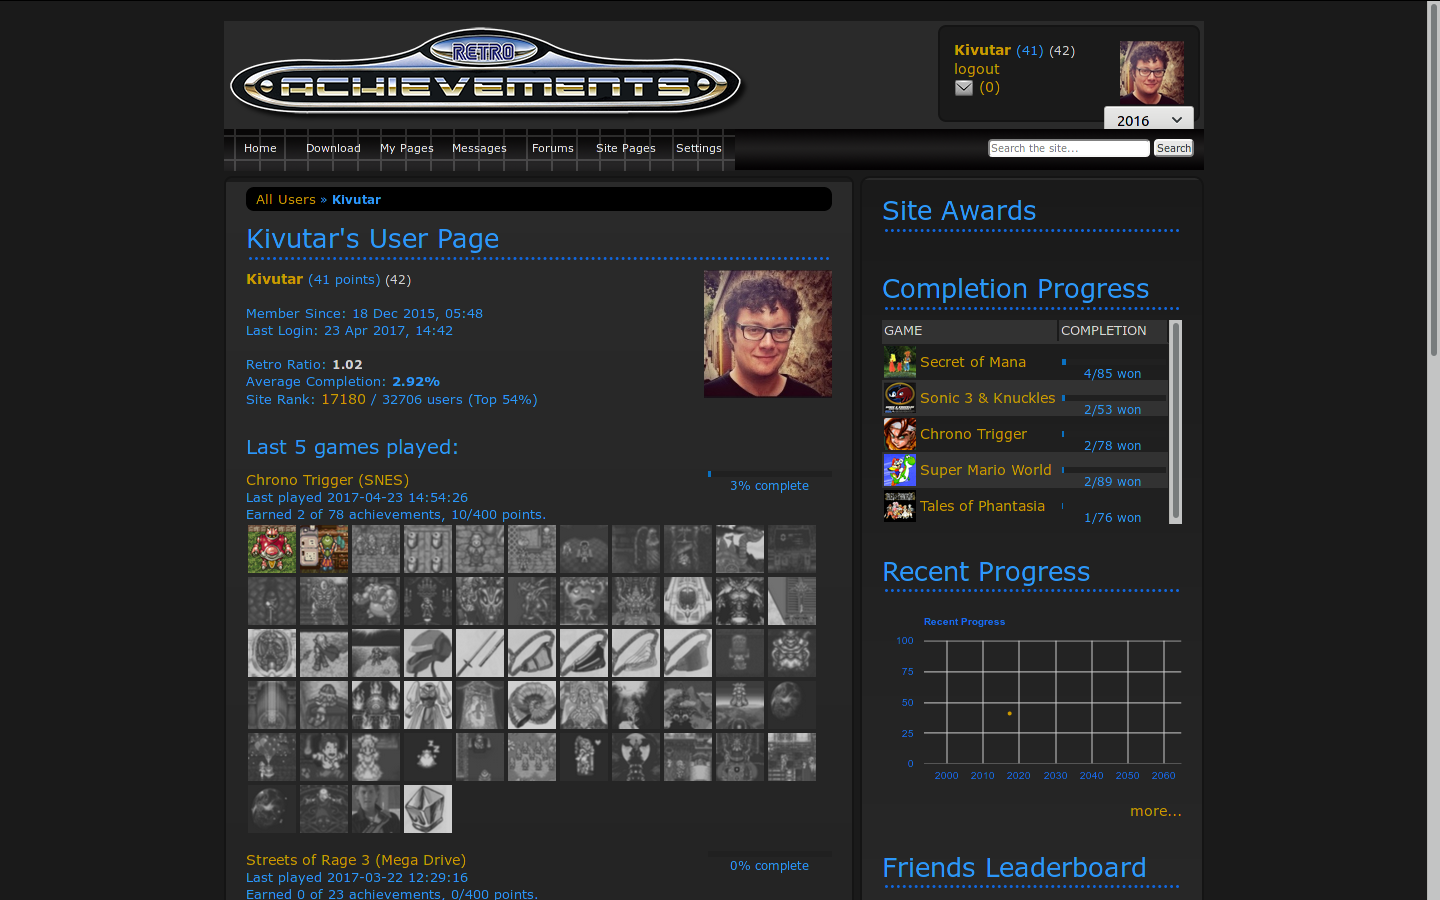 RETRO
ACHIEVEMENTS
Kivutar (41) (42)
logout
(0)
2016
Home Download My Pages Messages Forums Site Pages Settings
Search the site... Search
All Users » Kivutar
Kivutar's User Page
Kivutar (41 points) (42)
Member Since: 18 Dec 2015, 05:48
Last Login: 23 Apr 2017, 14:42
Retro Ratio: 1.02
Average Completion: 2.92%
Site Rank: 17180 / 32706 users (Top 54%)
Last 5 games played:
Chrono Trigger (SNES)
3% complete
Last played 2017-04-23 14:54:26
Earned 2 of 78 achievements, 10/400 points.
Streets of Rage 3 (Mega Drive)
0% complete
Last played 2017-03-22 12:29:16
Earned 0 of 23 achievements, 0/400 points.
Site Awards
Completion Progress
GAME COMPLETION
Secret of Mana
4/85 won
Sonic 3 & Knuckles
2/53 won
Chrono Trigger
2/78 won
Super Mario World
2/89 won
Tales of Phantasia
1/76 won
Recent Progress
Recent Progress
100
75
50
25
0
2000 2010 2020 2030 2040 2050 2060
more...
Friends Leaderboard